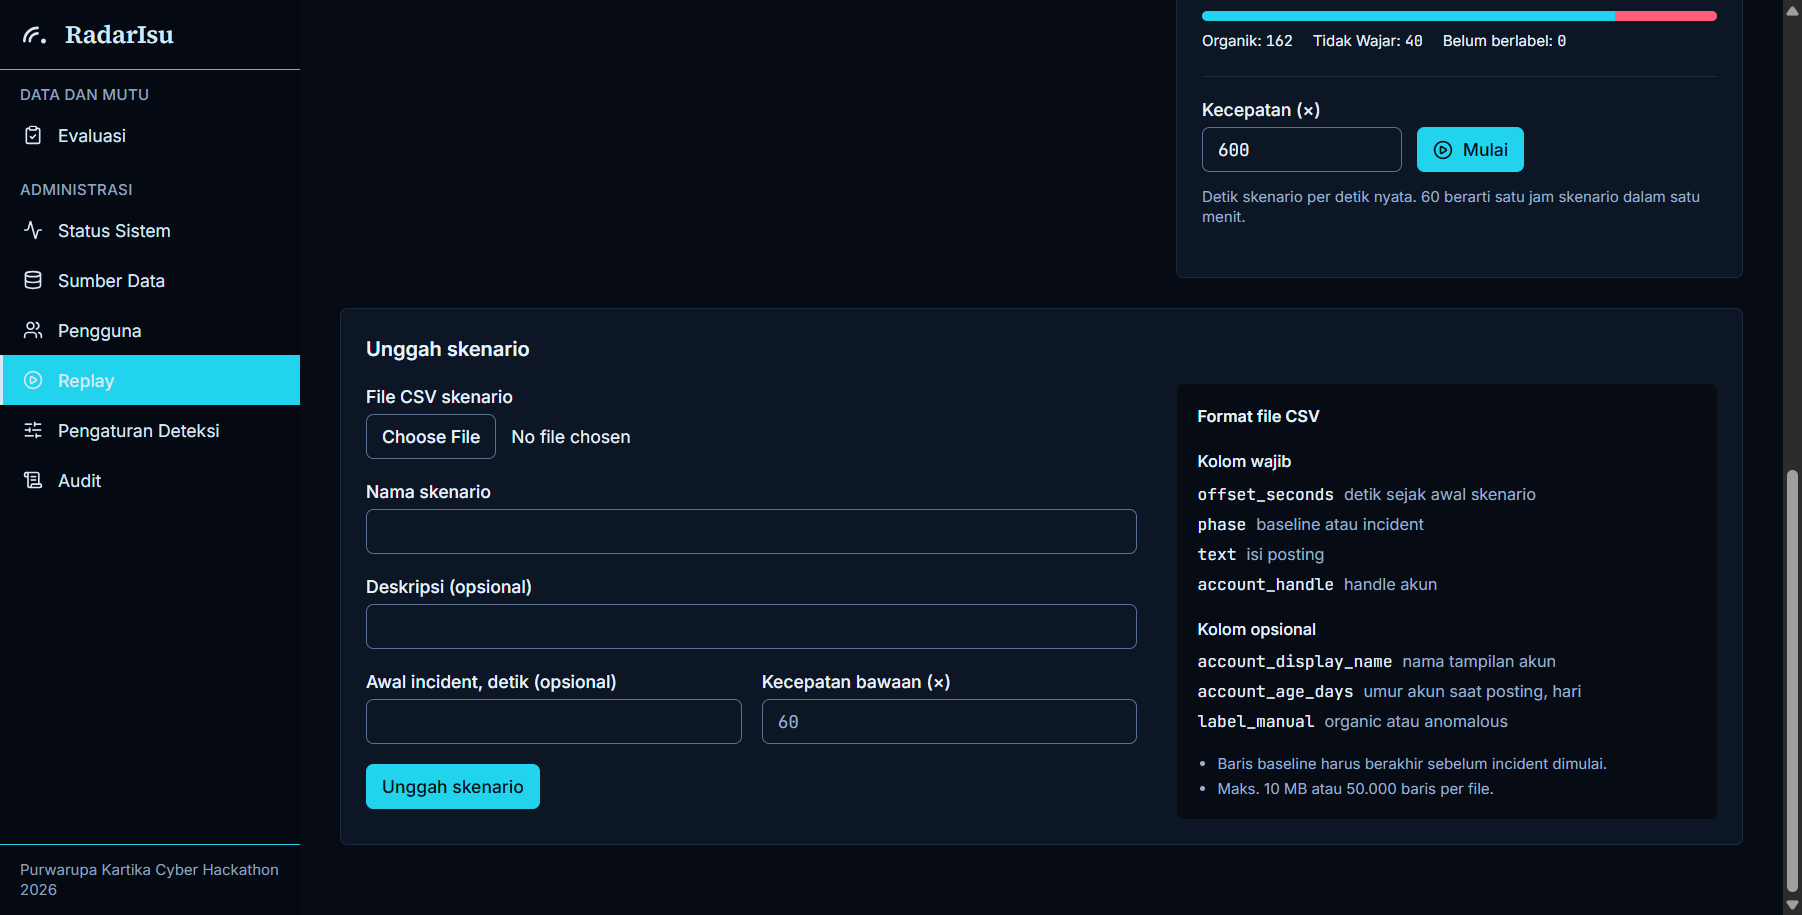 RadarIsu
DATA DAN MUTU
Evaluasi
ADMINISTRASI
Status Sistem
Sumber Data
Pengguna
Replay
Pengaturan Deteksi
Audit
Purwarupa Kartika Cyber Hackathon
2026
Organik: 162 Tidak Wajar: 40 Belum berlabel: 0
Kecepatan (×)
600
Mulai
Detik skenario per detik nyata. 60 berarti satu jam skenario dalam satu
menit.
Unggah skenario
File CSV skenario
Choose File No file chosen
Nama skenario
Deskripsi (opsional)
Awal incident, detik (opsional)
Kecepatan bawaan (×)
60
Unggah skenario
Format file CSV
Kolom wajib
offset_seconds detik sejak awal skenario
phase baseline atau incident
text isi posting
account_handle handle akun
Kolom opsional
account_display_name nama tampilan akun
account_age_days umur akun saat posting, hari
label_manual organic atau anomalous
• Baris baseline harus berakhir sebelum incident dimulai.
• Maks. 10 MB atau 50.000 baris per file.